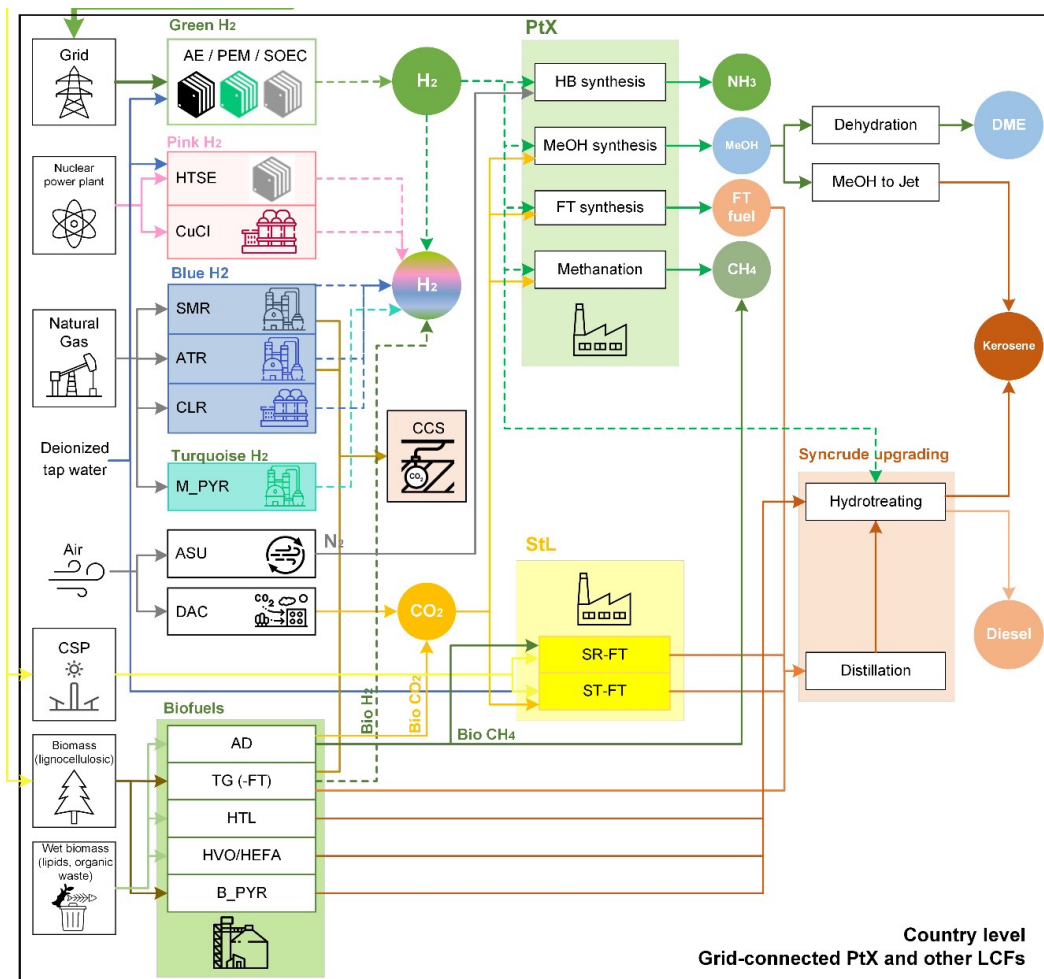 Green H₂
PtX
Grid
AE / PEM / SOEC
H₂
HB synthesis
NH₃
Dehydration
DME
Pink H₂
Nuclear
power plant
HTSE
MeOH synthesis
MeOH
MeOH to Jet
CuCl
FT synthesis
FT
fuel
Blue H2
H₂
Methanation
CH₄
SMR
Natural
Gas
ATR
Kerosene
CLR
CCS
CO₂
Deionized
tap water
Turquoise H₂
Syncrude upgrading
M_PYR
Hydrotreating
Air
ASU
N₂
StL
DAC
CO₂
CO₂
CSP
SR-FT
Diesel
ST-FT
Distillation
Biofuels
Bio H₂
Bio CO₂
Bio CH₄
AD
Biomass
(lignocellulosic)
TG (-FT)
HTL
Wet biomass
(lipids, organic
waste)
HVO/HEFA
B_PYR
Country level
Grid-connected PtX and other LCFs